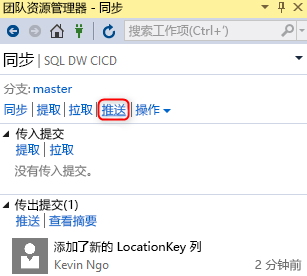 团队资源管理器 - 同步
搜索工作项(Ctrl+')
同步 | SQL DW CICD
分支: master
同步 | 提取 | 拉取 | 推送 | 操作
传入提交
提取 | 拉取
没有传入提交。
传出提交(1)
推送 | 查看摘要
添加了新的 LocationKey 列
Kevin Ngo 2 分钟前